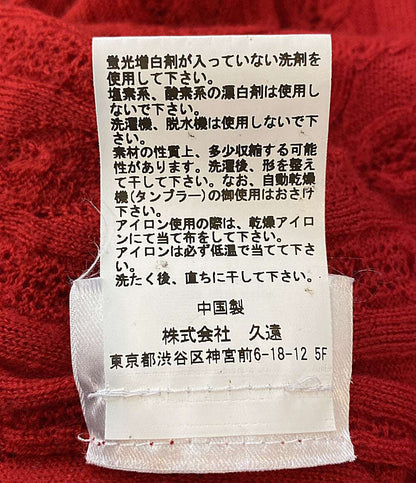 蛍光増白剤が入っていない洗剤を
使用して下さい。
塩素系、酸素系の漂白剤は使用し
ないで下さい。
洗濯機、脱水機は使用しないで下
さい。
素材の性質上、多少収縮する可能
性があります。洗濯後、形を整え
て干して下さい。なお、自動乾燥
機(タンブラー)の御使用はおさけ
下さい。
アイロン使用の際は、乾燥アイロ
ンにて当て布をして下さい。
アイロンは必ず低温で当てて下さ
い。
洗たく後、直ちに干して下さい。
中国製
株式会社 久遠
東京都渋谷区神宮前6-18-12 5F